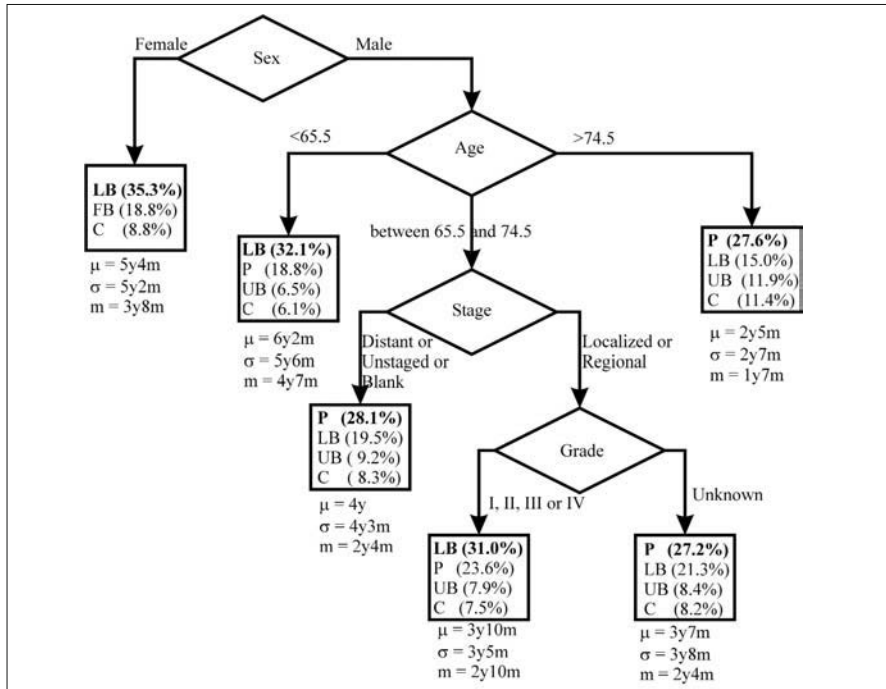 Female
Male
Sex
<65.5
>74.5
Age
LB (35.3%)
FB (18.8%)
C (8.8%)
μ = 5y4m
σ = 5y2m
m = 3y8m
between 65.5 and 74.5
LB (32.1%)
P (18.8%)
UB (6.5%)
C (6.1%)
μ = 6y2m
σ = 5y6m
m = 4y7m
P (27.6%)
LB (15.0%)
UB (11.9%)
C (11.4%)
μ = 2y5m
σ = 2y7m
m = 1y7m
Stage
Distant or
Unstaged or
Blank
Localized or
Regional
P (28.1%)
LB (19.5%)
UB ( 9.2%)
C ( 8.3%)
μ = 4y
σ = 4y3m
m = 2y4m
Grade
I, II, III or IV
Unknown
LB (31.0%)
P (23.6%)
UB (7.9%)
C (7.5%)
μ = 3y10m
σ = 3y5m
m = 2y10m
P (27.2%)
LB (21.3%)
UB (8.4%)
C (8.2%)
μ = 3y7m
σ = 3y8m
m = 2y4m